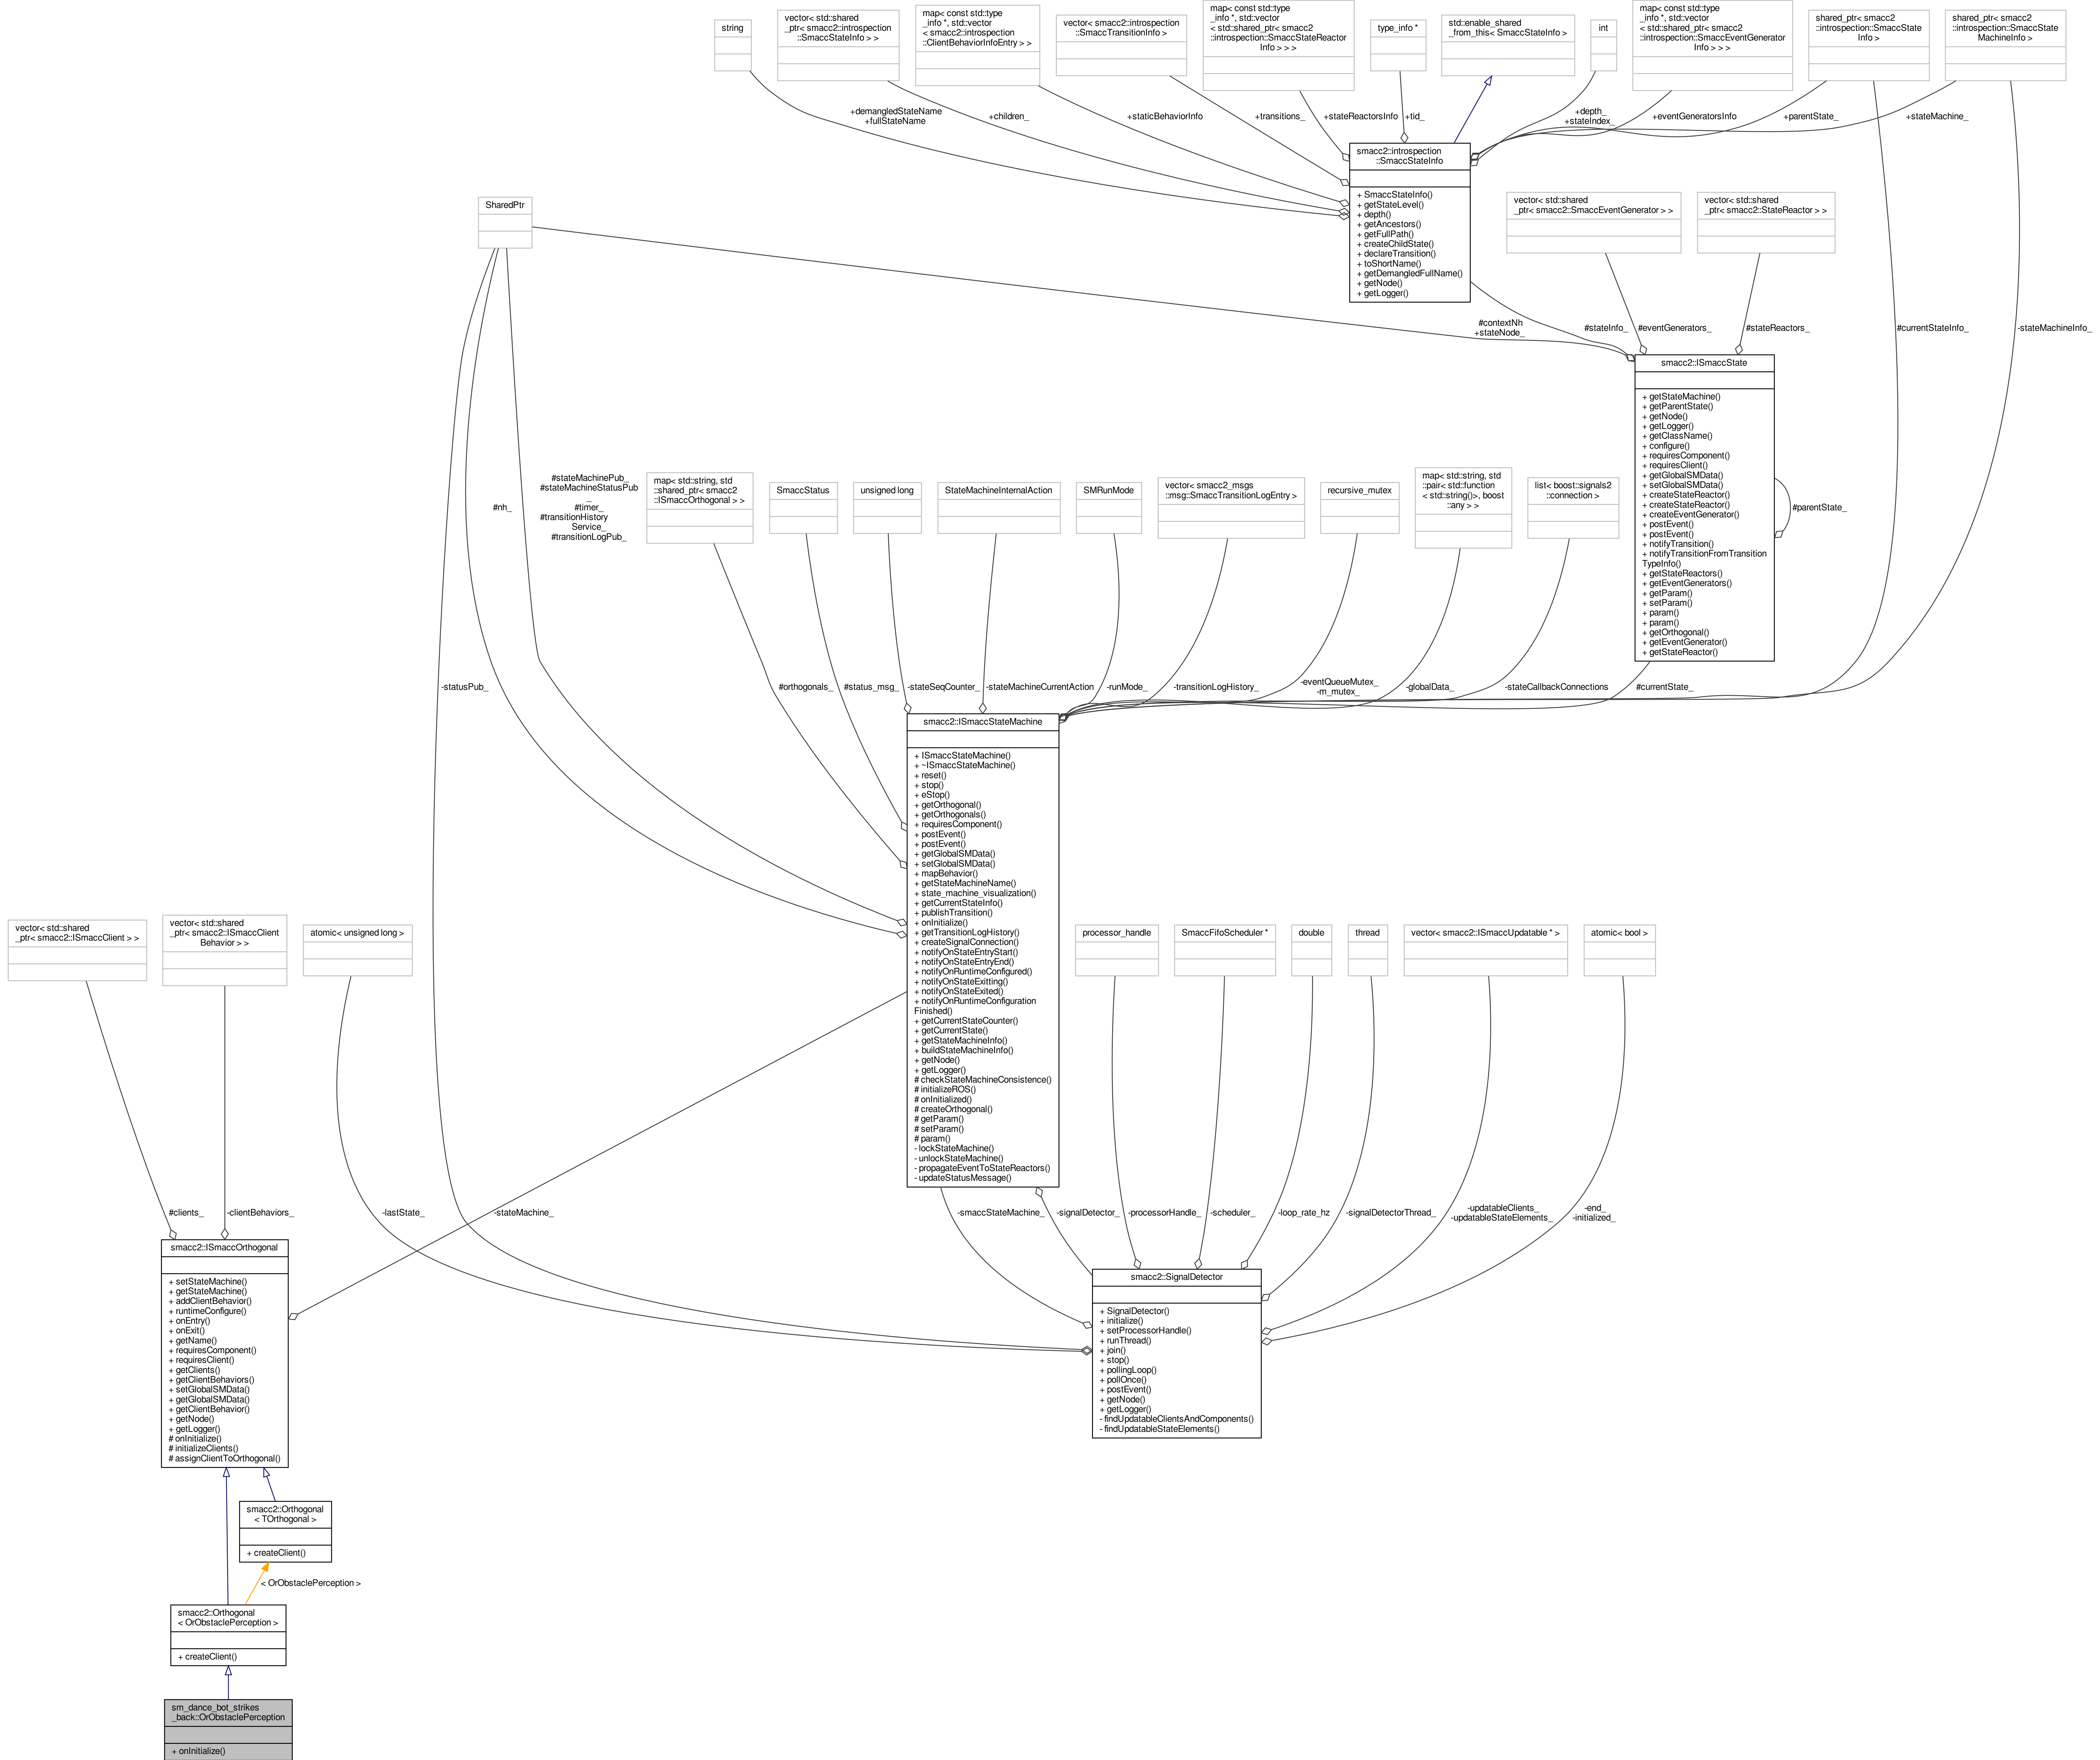 string
vector< std::shared
_ptr< smacc2::introspection
::SmaccStateInfo > >
map< const std::type
_info *, std::vector
< smacc2::introspection
::ClientBehaviorInfoEntry > >
vector< smacc2::introspection
::SmaccTransitionInfo >
map< const std::type
_info *, std::vector
< std::shared_ptr< smacc2
::introspection::SmaccStateReactor
Info > > >
type_info *
std::enable_shared
_from_this< SmaccStateInfo >
int
map< const std::type
_info *, std::vector
< std::shared_ptr< smacc2
::introspection::SmaccEventGenerator
Info > > >
shared_ptr< smacc2
::introspection::SmaccState
Info >
shared_ptr< smacc2
::introspection::SmaccState
MachineInfo >
+demangledStateName
+fullStateName
+children_
+staticBehaviorInfo
+transitions_
+stateReactorsInfo
+tid_
+depth_
+stateIndex_
+eventGeneratorsInfo
+parentState_
+stateMachine_
smacc2::introspection
::SmaccStateInfo
+ SmaccStateInfo()
+ getStateLevel()
+ depth()
+ getAncestors()
+ getFullPath()
+ createChildState()
+ declareTransition()
+ toShortName()
+ getDemangledFullName()
+ getNode()
+ getLogger()
SharedPtr
vector< std::shared
_ptr< smacc2::SmaccEventGenerator > >
vector< std::shared
_ptr< smacc2::StateReactor > >
#contextNh
+stateNode_
#stateInfo_
#eventGenerators_
#stateReactors_
#currentStateInfo_
-stateMachineInfo_
smacc2::ISmaccState
+ getStateMachine()
+ getParentState()
+ getNode()
+ getLogger()
+ getClassName()
+ configure()
+ requiresComponent()
+ requiresClient()
+ getGlobalSMData()
+ setGlobalSMData()
+ createStateReactor()
+ createStateReactor()
+ createEventGenerator()
+ postEvent()
+ postEvent()
+ notifyTransition()
+ notifyTransitionFromTransition
TypeInfo()
+ getStateReactors()
+ getEventGenerators()
+ getParam()
+ setParam()
+ param()
+ param()
+ getOrthogonal()
+ getEventGenerator()
+ getStateReactor()
#parentState_
#nh_
#stateMachinePub_
#stateMachineStatusPub
_
#timer_
#transitionHistory
Service_
#transitionLogPub_
map< std::string, std
::shared_ptr< smacc2
::ISmaccOrthogonal > >
SmaccStatus
unsigned long
StateMachineInternalAction
SMRunMode
vector< smacc2_msgs
::msg::SmaccTransitionLogEntry >
recursive_mutex
map< std::string, std
::pair< std::function
< std::string()>, boost
::any > >
list< boost::signals2
::connection >
-statusPub_
#orthogonals_
#status_msg_
-stateSeqCounter_
-stateMachineCurrentAction
-runMode_
-transitionLogHistory_
-eventQueueMutex_
-m_mutex_
-globalData_
-stateCallbackConnections
#currentState_
smacc2::ISmaccStateMachine
+ ISmaccStateMachine()
+ ~ISmaccStateMachine()
+ reset()
+ stop()
+ eStop()
+ getOrthogonal()
+ getOrthogonals()
+ requiresComponent()
+ postEvent()
+ postEvent()
+ getGlobalSMData()
+ setGlobalSMData()
+ mapBehavior()
+ getStateMachineName()
+ state_machine_visualization()
+ getCurrentStateInfo()
+ publishTransition()
+ onInitialize()
+ getTransitionLogHistory()
+ createSignalConnection()
+ notifyOnStateEntryStart()
+ notifyOnStateEntryEnd()
+ notifyOnRuntimeConfigured()
+ notifyOnStateExitting()
+ notifyOnStateExited()
+ notifyOnRuntimeConfiguration
Finished()
+ getCurrentStateCounter()
+ getCurrentState()
+ getStateMachineInfo()
+ buildStateMachineInfo()
+ getNode()
+ getLogger()
# checkStateMachineConsistence()
# initializeROS()
# onInitialized()
# createOrthogonal()
# getParam()
# setParam()
# param()
- lockStateMachine()
- unlockStateMachine()
- propagateEventToStateReactors()
- updateStatusMessage()
vector< std::shared
_ptr< smacc2::ISmaccClient > >
vector< std::shared
_ptr< smacc2::ISmaccClient
Behavior > >
atomic< unsigned long >
processor_handle
SmaccFifoScheduler *
double
thread
vector< smacc2::ISmaccUpdatable * >
atomic< bool >
#clients_
-clientBehaviors_
-lastState_
-stateMachine_
-smaccStateMachine_
-signalDetector_
-processorHandle_
-scheduler_
-loop_rate_hz
-signalDetectorThread_
-updatableClients_
-updatableStateElements_
-end_
-initialized_
smacc2::ISmaccOrthogonal
+ setStateMachine()
+ getStateMachine()
+ addClientBehavior()
+ runtimeConfigure()
+ onEntry()
+ onExit()
+ getName()
+ requiresComponent()
+ requiresClient()
+ getClients()
+ getClientBehaviors()
+ setGlobalSMData()
+ getGlobalSMData()
+ getClientBehavior()
+ getNode()
+ getLogger()
# onInitialize()
# initializeClients()
# assignClientToOrthogonal()
smacc2::SignalDetector
+ SignalDetector()
+ initialize()
+ setProcessorHandle()
+ runThread()
+ join()
+ stop()
+ pollingLoop()
+ pollOnce()
+ postEvent()
+ getNode()
+ getLogger()
- findUpdatableClientsAndComponents()
- findUpdatableStateElements()
smacc2::Orthogonal
< TOrthogonal >
+ createClient()
< OrObstaclePerception >
smacc2::Orthogonal
< OrObstaclePerception >
+ createClient()
sm_dance_bot_strikes
_back::OrObstaclePerception
+ onInitialize()